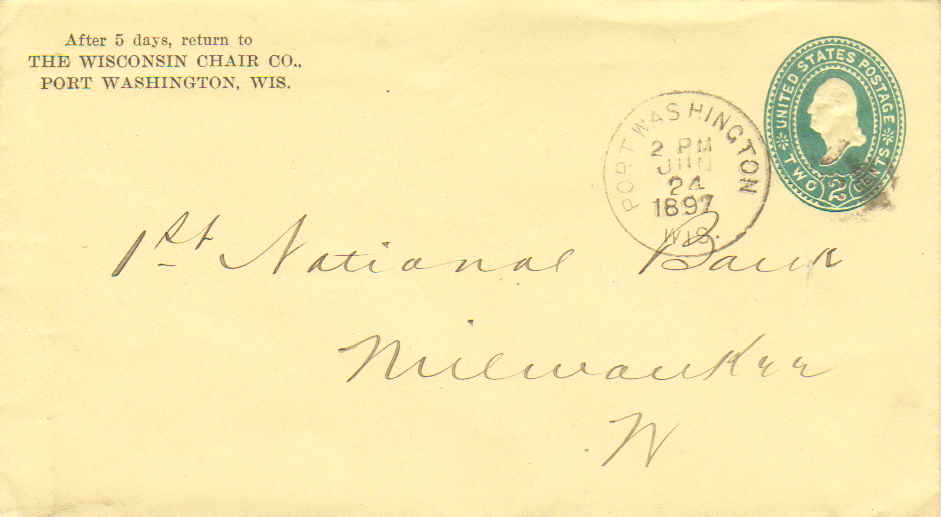 After 5 days, return to
THE WISCONSIN CHAIR CO.,
PORT WASHINGTON, WIS.
UNITED STATES POSTAGE
TWO 2 CENTS
PORT WASHINGTON
2 PM
JUN
24
1897
WIS.
1st National Bank
Milwaukee
W